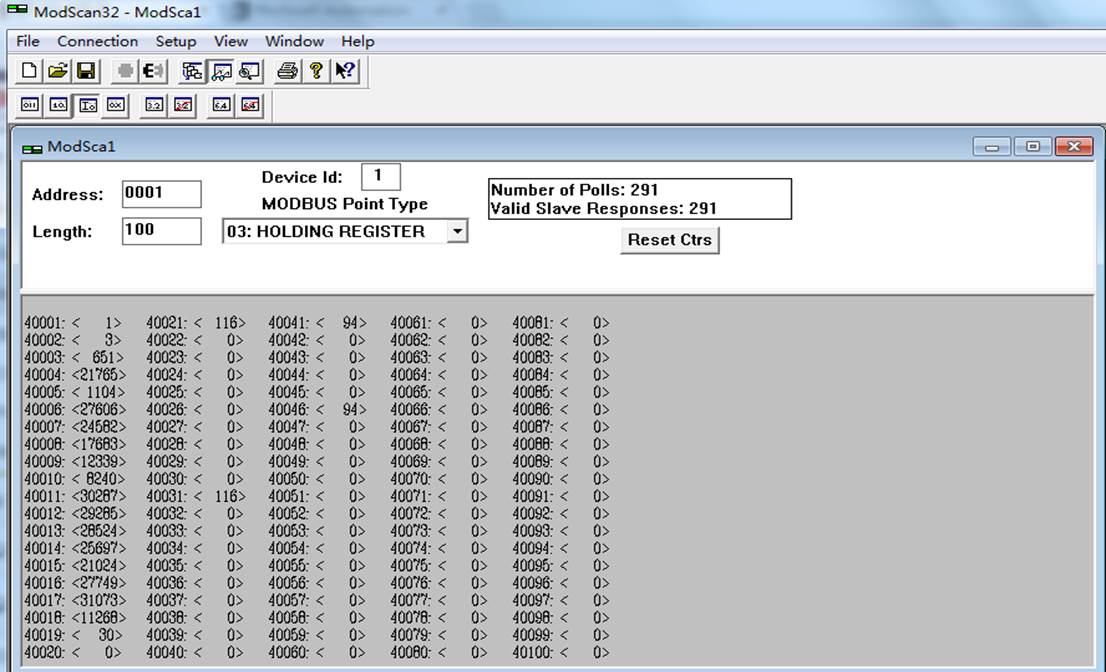 ModScan32 - ModSca1
File Connection Setup View Window Help
ModSca1
Address: 0001
Device Id: 1
MODBUS Point Type
Length: 100
03: HOLDING REGISTER
Number of Polls: 291
Valid Slave Responses: 291
Reset Ctrs
40001: < 1> 40021: < 116> 40041: < 94> 40061: < 0> 40081: < 0>
40002: < 3> 40022: < 0> 40042: < 0> 40062: < 0> 40082: < 0>
40003: < 651> 40023: < 0> 40043: < 0> 40063: < 0> 40083: < 0>
40004: <21765> 40024: < 0> 40044: < 0> 40064: < 0> 40084: < 0>
40005: < 1104> 40025: < 0> 40045: < 0> 40065: < 0> 40085: < 0>
40006: <27606> 40026: < 0> 40046: < 94> 40066: < 0> 40086: < 0>
40007: <24582> 40027: < 0> 40047: < 0> 40067: < 0> 40087: < 0>
40008: <17683> 40028: < 0> 40048: < 0> 40068: < 0> 40088: < 0>
40009: <12339> 40029: < 0> 40049: < 0> 40069: < 0> 40089: < 0>
40010: < 8240> 40030: < 0> 40050: < 0> 40070: < 0> 40090: < 0>
40011: <30287> 40031: < 116> 40051: < 0> 40071: < 0> 40091: < 0>
40012: <29285> 40032: < 0> 40052: < 0> 40072: < 0> 40092: < 0>
40013: <28524> 40033: < 0> 40053: < 0> 40073: < 0> 40093: < 0>
40014: <25697> 40034: < 0> 40054: < 0> 40074: < 0> 40094: < 0>
40015: <21024> 40035: < 0> 40055: < 0> 40075: < 0> 40095: < 0>
40016: <27749> 40036: < 0> 40056: < 0> 40076: < 0> 40096: < 0>
40017: <31073> 40037: < 0> 40057: < 0> 40077: < 0> 40097: < 0>
40018: <11268> 40038: < 0> 40058: < 0> 40078: < 0> 40098: < 0>
40019: < 30> 40039: < 0> 40059: < 0> 40079: < 0> 40099: < 0>
40020: < 0> 40040: < 0> 40060: < 0> 40080: < 0> 40100: < 0>